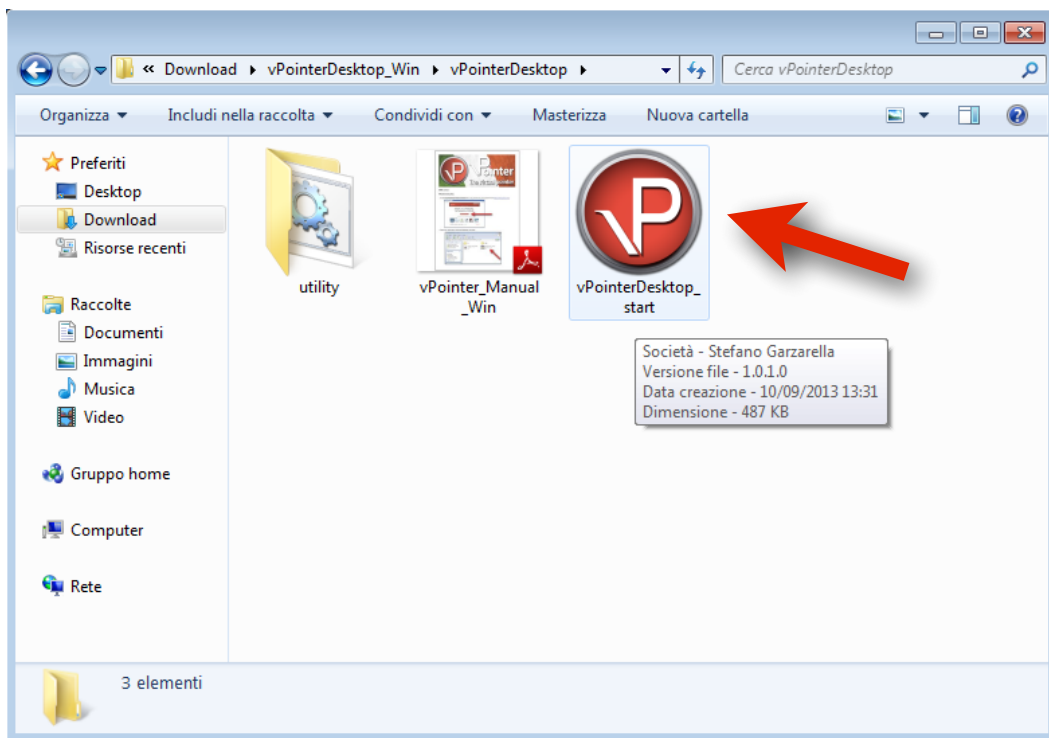 « Download ▸ vPointerDesktop_Win ▸ vPointerDesktop ▸
Cerca vPointerDesktop
Organizza
Includi nella raccolta
Condividi con
Masterizza
Nuova cartella
Preferiti
Desktop
Download
Risorse recenti
Raccolte
Documenti
Immagini
Musica
Video
Gruppo home
Computer
Rete
P Pointer
utility
vPointer_Manual
_Win
vP
vPointerDesktop_
start
Società - Stefano Garzarella
Versione file - 1.0.1.0
Data creazione - 10/09/2013 13:31
Dimensione - 487 KB
3 elementi